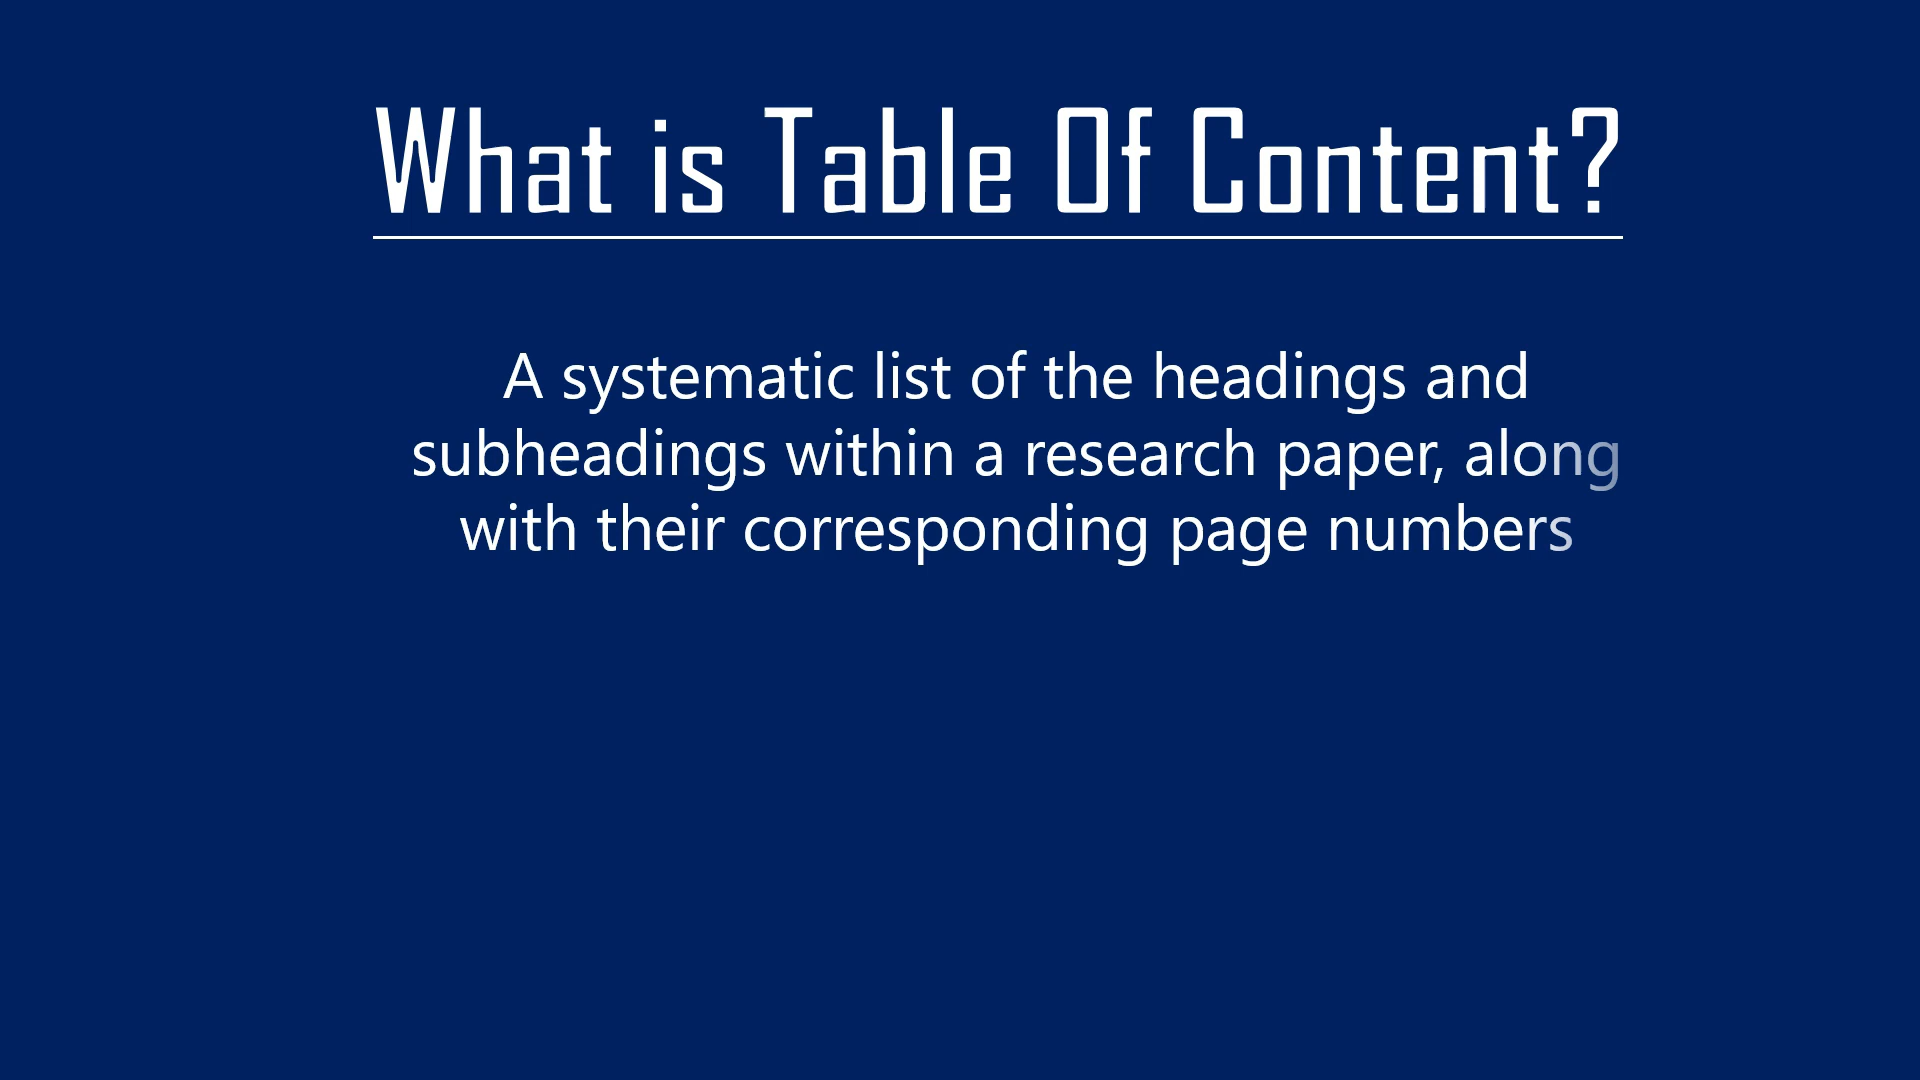 What is Table Of Content?
A systematic list of the headings and
subheadings within a research paper, along
with their corresponding page numbers